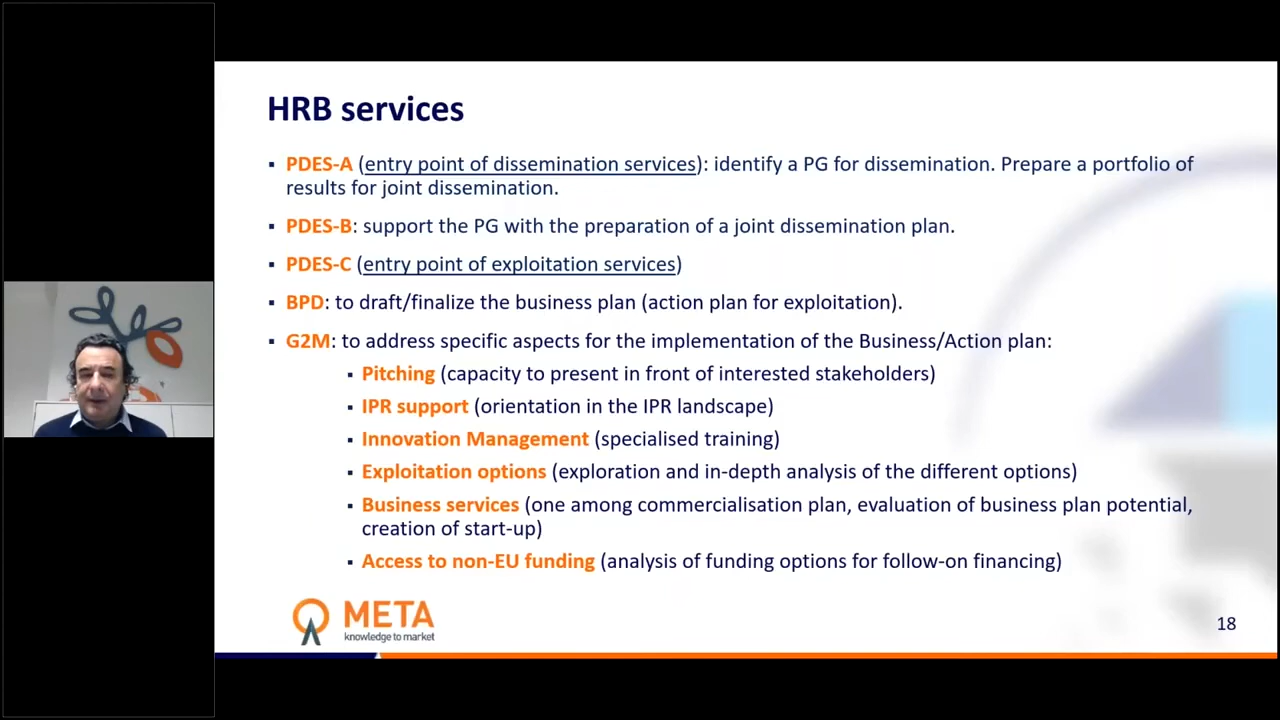 HRB services
▪ PDES-A (entry point of dissemination services): identify a PG for dissemination. Prepare a portfolio of
results for joint dissemination.
▪ PDES-B: support the PG with the preparation of a joint dissemination plan.
▪ PDES-C (entry point of exploitation services)
▪ BPD: to draft/finalize the business plan (action plan for exploitation).
▪ G2M: to address specific aspects for the implementation of the Business/Action plan:
▪ Pitching (capacity to present in front of interested stakeholders)
▪ IPR support (orientation in the IPR landscape)
▪ Innovation Management (specialised training)
▪ Exploitation options (exploration and in-depth analysis of the different options)
▪ Business services (one among commercialisation plan, evaluation of business plan potential,
creation of start-up)
▪ Access to non-EU funding (analysis of funding options for follow-on financing)
META
knowledge to market
18